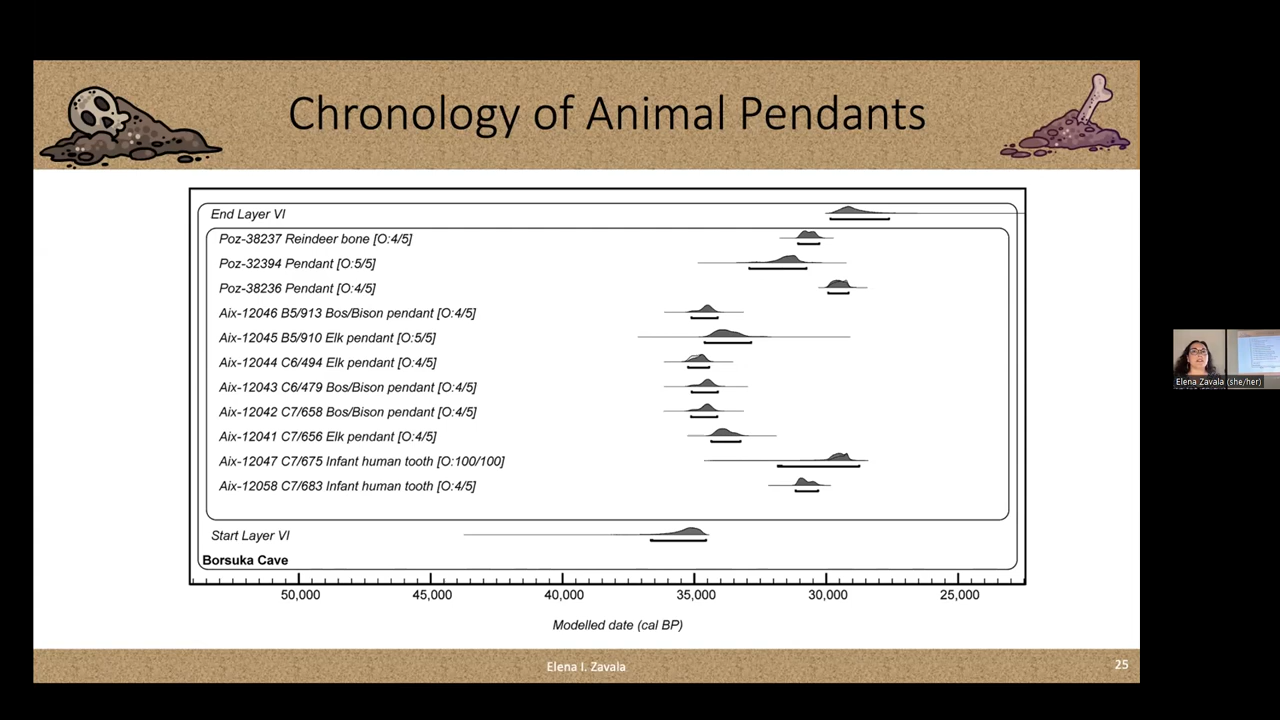 Chronology of Animal Pendants
End Layer VI
Poz-38237 Reindeer bone [O:4/5]
Poz-32394 Pendant [O:5/5]
Poz-38236 Pendant [O:4/5]
Aix-12046 B5/913 Bos/Bison pendant [O:4/5]
Aix-12045 B5/910 Elk pendant [O:5/5]
Aix-12044 C6/494 Elk pendant [O:4/5]
Aix-12043 C6/479 Bos/Bison pendant [O:4/5]
Aix-12042 C7/658 Bos/Bison pendant [O:4/5]
Aix-12041 C7/656 Elk pendant [O:4/5]
Aix-12047 C7/675 Infant human tooth [O:100/100]
Aix-12058 C7/683 Infant human tooth [O:4/5]
Start Layer VI
Borsuka Cave
50,000 45,000 40,000 35,000 30,000 25,000
Modelled date (cal BP)
Elena I. Zavala
25
Elena Zavala (she/her)